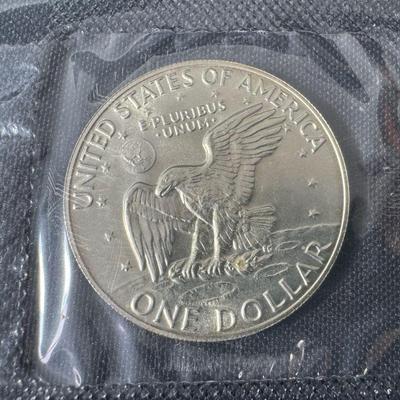 UNITED STATES OF AMERICA
E·PLURIBUS
·UNUM·
ONE DOLLAR